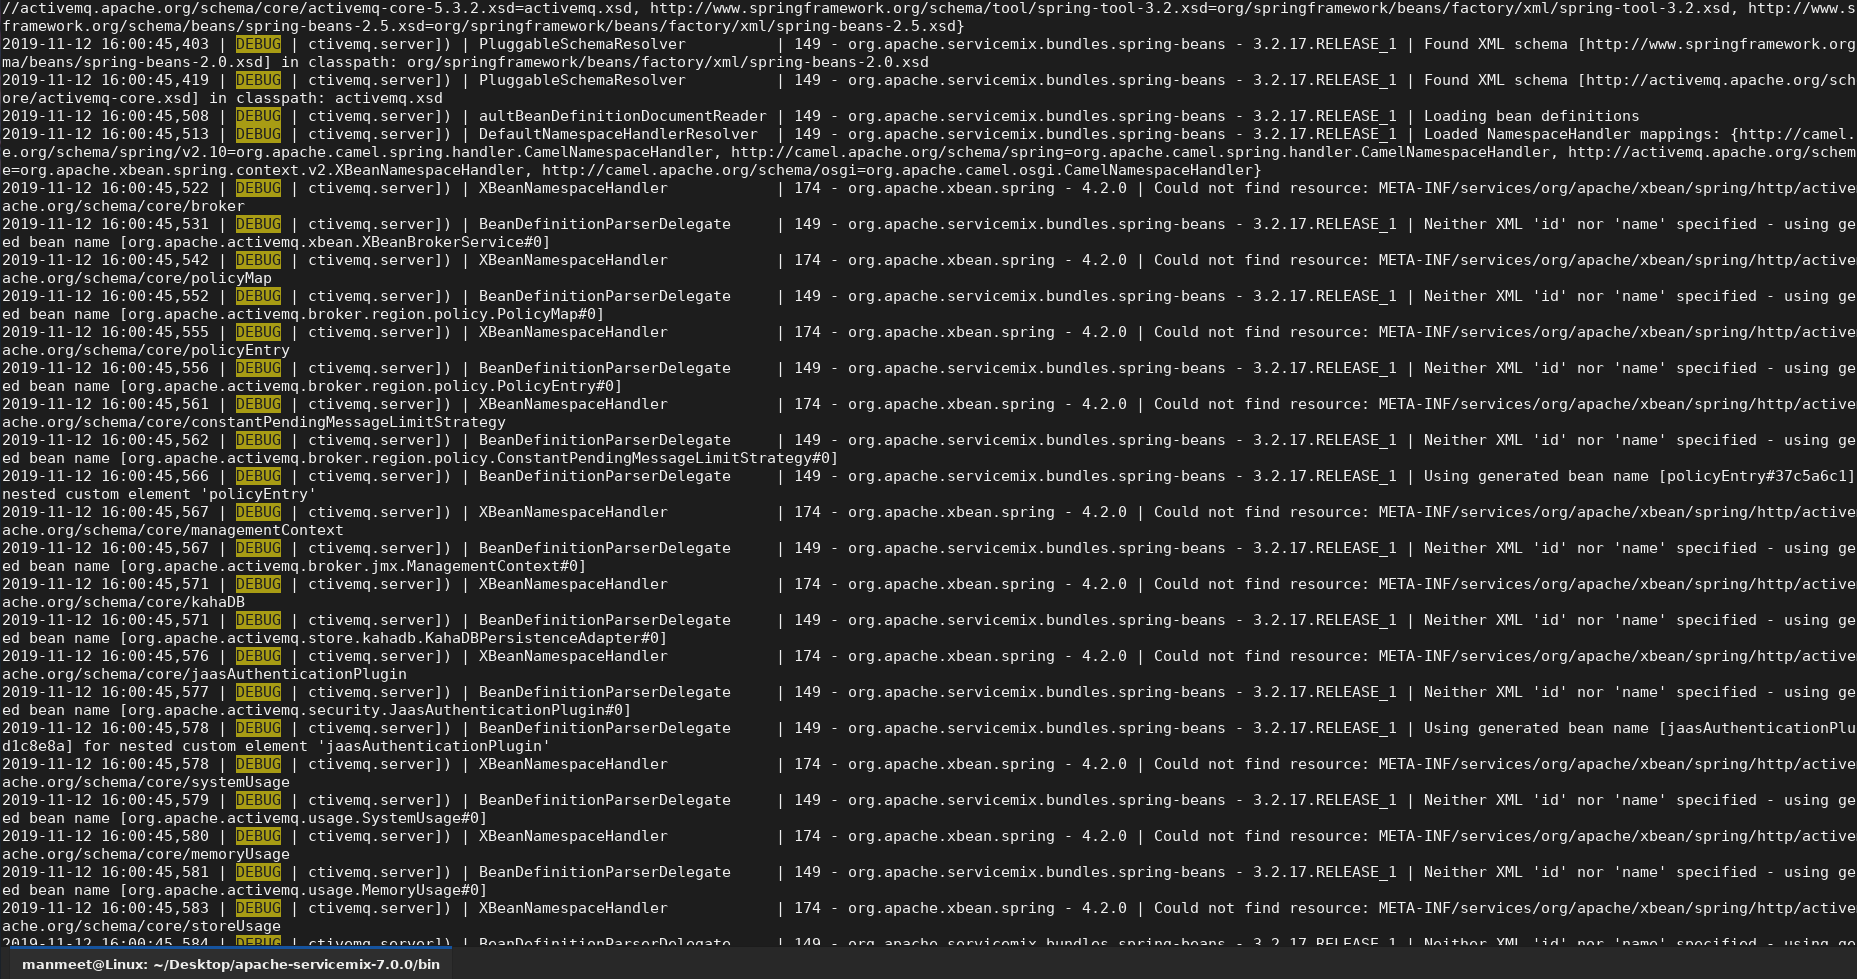 //activemq.apache.org/schema/core/activemq-core-5.3.2.xsd=activemq.xsd, http://www.springframework.org/schema/tool/spring-tool-3.2.xsd=org/springframework/beans/factory/xml/spring-tool-3.2.xsd, http://www.s
framework.org/schema/beans/spring-beans-2.5.xsd=org/springframework/beans/factory/xml/spring-beans-2.5.xsd}
2019-11-12 16:00:45,403 | DEBUG | ctivemq.server]) | PluggableSchemaResolver          | 149 - org.apache.servicemix.bundles.spring-beans - 3.2.17.RELEASE_1 | Found XML schema [http://www.springframework.org
ma/beans/spring-beans-2.0.xsd] in classpath: org/springframework/beans/factory/xml/spring-beans-2.0.xsd
2019-11-12 16:00:45,419 | DEBUG | ctivemq.server]) | PluggableSchemaResolver          | 149 - org.apache.servicemix.bundles.spring-beans - 3.2.17.RELEASE_1 | Found XML schema [http://activemq.apache.org/sch
ore/activemq-core.xsd] in classpath: activemq.xsd
2019-11-12 16:00:45,508 | DEBUG | ctivemq.server]) | aultBeanDefinitionDocumentReader | 149 - org.apache.servicemix.bundles.spring-beans - 3.2.17.RELEASE_1 | Loading bean definitions
2019-11-12 16:00:45,513 | DEBUG | ctivemq.server]) | DefaultNamespaceHandlerResolver  | 149 - org.apache.servicemix.bundles.spring-beans - 3.2.17.RELEASE_1 | Loaded NamespaceHandler mappings: {http://camel.
e.org/schema/spring/v2.10=org.apache.camel.spring.handler.CamelNamespaceHandler, http://camel.apache.org/schema/spring=org.apache.camel.spring.handler.CamelNamespaceHandler, http://activemq.apache.org/schem
e=org.apache.xbean.spring.context.v2.XBeanNamespaceHandler, http://camel.apache.org/schema/osgi=org.apache.camel.osgi.CamelNamespaceHandler}
2019-11-12 16:00:45,522 | DEBUG | ctivemq.server]) | XBeanNamespaceHandler            | 174 - org.apache.xbean.spring - 4.2.0 | Could not find resource: META-INF/services/org/apache/xbean/spring/http/active
ache.org/schema/core/broker
2019-11-12 16:00:45,531 | DEBUG | ctivemq.server]) | BeanDefinitionParserDelegate     | 149 - org.apache.servicemix.bundles.spring-beans - 3.2.17.RELEASE_1 | Neither XML 'id' nor 'name' specified - using ge
ed bean name [org.apache.activemq.xbean.XBeanBrokerService#0]
2019-11-12 16:00:45,542 | DEBUG | ctivemq.server]) | XBeanNamespaceHandler            | 174 - org.apache.xbean.spring - 4.2.0 | Could not find resource: META-INF/services/org/apache/xbean/spring/http/active
ache.org/schema/core/policyMap
2019-11-12 16:00:45,552 | DEBUG | ctivemq.server]) | BeanDefinitionParserDelegate     | 149 - org.apache.servicemix.bundles.spring-beans - 3.2.17.RELEASE_1 | Neither XML 'id' nor 'name' specified - using ge
ed bean name [org.apache.activemq.broker.region.policy.PolicyMap#0]
2019-11-12 16:00:45,555 | DEBUG | ctivemq.server]) | XBeanNamespaceHandler            | 174 - org.apache.xbean.spring - 4.2.0 | Could not find resource: META-INF/services/org/apache/xbean/spring/http/active
ache.org/schema/core/policyEntry
2019-11-12 16:00:45,556 | DEBUG | ctivemq.server]) | BeanDefinitionParserDelegate     | 149 - org.apache.servicemix.bundles.spring-beans - 3.2.17.RELEASE_1 | Neither XML 'id' nor 'name' specified - using ge
ed bean name [org.apache.activemq.broker.region.policy.PolicyEntry#0]
2019-11-12 16:00:45,561 | DEBUG | ctivemq.server]) | XBeanNamespaceHandler            | 174 - org.apache.xbean.spring - 4.2.0 | Could not find resource: META-INF/services/org/apache/xbean/spring/http/active
ache.org/schema/core/constantPendingMessageLimitStrategy
2019-11-12 16:00:45,562 | DEBUG | ctivemq.server]) | BeanDefinitionParserDelegate     | 149 - org.apache.servicemix.bundles.spring-beans - 3.2.17.RELEASE_1 | Neither XML 'id' nor 'name' specified - using ge
ed bean name [org.apache.activemq.broker.region.policy.ConstantPendingMessageLimitStrategy#0]
2019-11-12 16:00:45,566 | DEBUG | ctivemq.server]) | BeanDefinitionParserDelegate     | 149 - org.apache.servicemix.bundles.spring-beans - 3.2.17.RELEASE_1 | Using generated bean name [policyEntry#37c5a6c1]
nested custom element 'policyEntry'
2019-11-12 16:00:45,567 | DEBUG | ctivemq.server]) | XBeanNamespaceHandler            | 174 - org.apache.xbean.spring - 4.2.0 | Could not find resource: META-INF/services/org/apache/xbean/spring/http/active
ache.org/schema/core/managementContext
2019-11-12 16:00:45,567 | DEBUG | ctivemq.server]) | BeanDefinitionParserDelegate     | 149 - org.apache.servicemix.bundles.spring-beans - 3.2.17.RELEASE_1 | Neither XML 'id' nor 'name' specified - using ge
ed bean name [org.apache.activemq.broker.jmx.ManagementContext#0]
2019-11-12 16:00:45,571 | DEBUG | ctivemq.server]) | XBeanNamespaceHandler            | 174 - org.apache.xbean.spring - 4.2.0 | Could not find resource: META-INF/services/org/apache/xbean/spring/http/active
ache.org/schema/core/kahaDB
2019-11-12 16:00:45,571 | DEBUG | ctivemq.server]) | BeanDefinitionParserDelegate     | 149 - org.apache.servicemix.bundles.spring-beans - 3.2.17.RELEASE_1 | Neither XML 'id' nor 'name' specified - using ge
ed bean name [org.apache.activemq.store.kahadb.KahaDBPersistenceAdapter#0]
2019-11-12 16:00:45,576 | DEBUG | ctivemq.server]) | XBeanNamespaceHandler            | 174 - org.apache.xbean.spring - 4.2.0 | Could not find resource: META-INF/services/org/apache/xbean/spring/http/active
ache.org/schema/core/jaasAuthenticationPlugin
2019-11-12 16:00:45,577 | DEBUG | ctivemq.server]) | BeanDefinitionParserDelegate     | 149 - org.apache.servicemix.bundles.spring-beans - 3.2.17.RELEASE_1 | Neither XML 'id' nor 'name' specified - using ge
ed bean name [org.apache.activemq.security.JaasAuthenticationPlugin#0]
2019-11-12 16:00:45,578 | DEBUG | ctivemq.server]) | BeanDefinitionParserDelegate     | 149 - org.apache.servicemix.bundles.spring-beans - 3.2.17.RELEASE_1 | Using generated bean name [jaasAuthenticationPlu
d1c8e8a] for nested custom element 'jaasAuthenticationPlugin'
2019-11-12 16:00:45,578 | DEBUG | ctivemq.server]) | XBeanNamespaceHandler            | 174 - org.apache.xbean.spring - 4.2.0 | Could not find resource: META-INF/services/org/apache/xbean/spring/http/active
ache.org/schema/core/systemUsage
2019-11-12 16:00:45,579 | DEBUG | ctivemq.server]) | BeanDefinitionParserDelegate     | 149 - org.apache.servicemix.bundles.spring-beans - 3.2.17.RELEASE_1 | Neither XML 'id' nor 'name' specified - using ge
ed bean name [org.apache.activemq.usage.SystemUsage#0]
2019-11-12 16:00:45,580 | DEBUG | ctivemq.server]) | XBeanNamespaceHandler            | 174 - org.apache.xbean.spring - 4.2.0 | Could not find resource: META-INF/services/org/apache/xbean/spring/http/active
ache.org/schema/core/memoryUsage
2019-11-12 16:00:45,581 | DEBUG | ctivemq.server]) | BeanDefinitionParserDelegate     | 149 - org.apache.servicemix.bundles.spring-beans - 3.2.17.RELEASE_1 | Neither XML 'id' nor 'name' specified - using ge
ed bean name [org.apache.activemq.usage.MemoryUsage#0]
2019-11-12 16:00:45,583 | DEBUG | ctivemq.server]) | XBeanNamespaceHandler            | 174 - org.apache.xbean.spring - 4.2.0 | Could not find resource: META-INF/services/org/apache/xbean/spring/http/active
ache.org/schema/core/storeUsage
2019-11-12 16:00:45,584 | DEBUG | ctivemq.server]) | BeanDefinitionParserDelegate     | 149 - org.apache.servicemix.bundles.spring-beans - 3.2.17.RELEASE_1 | Neither XML 'id' nor 'name' specified - using ge
manmeet@Linux: ~/Desktop/apache-servicemix-7.0.0/bin